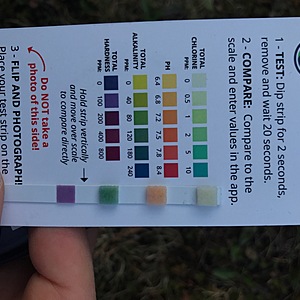 1 - TEST: Dip strip for 2 seconds,
remove and wait 20 seconds.
2 - COMPARE: Compare to the
scale and enter values in the app.
TOTAL
CHLORINE
PPM: 0 0.5 1 2 5 10
PH
6.4 6.8 7.2 7.5 7.8 8.4
TOTAL
ALKALINITY
PPM: 0 40 80 120 180 240
TOTAL
HARDNESS
PPM: 0 100 200 400 800
Hold strip vertically
and move over scale
to compare directly
Do NOT take a
photo of this side!
3 - FLIP AND PHOTOGRAPH:
Place your test strip on the